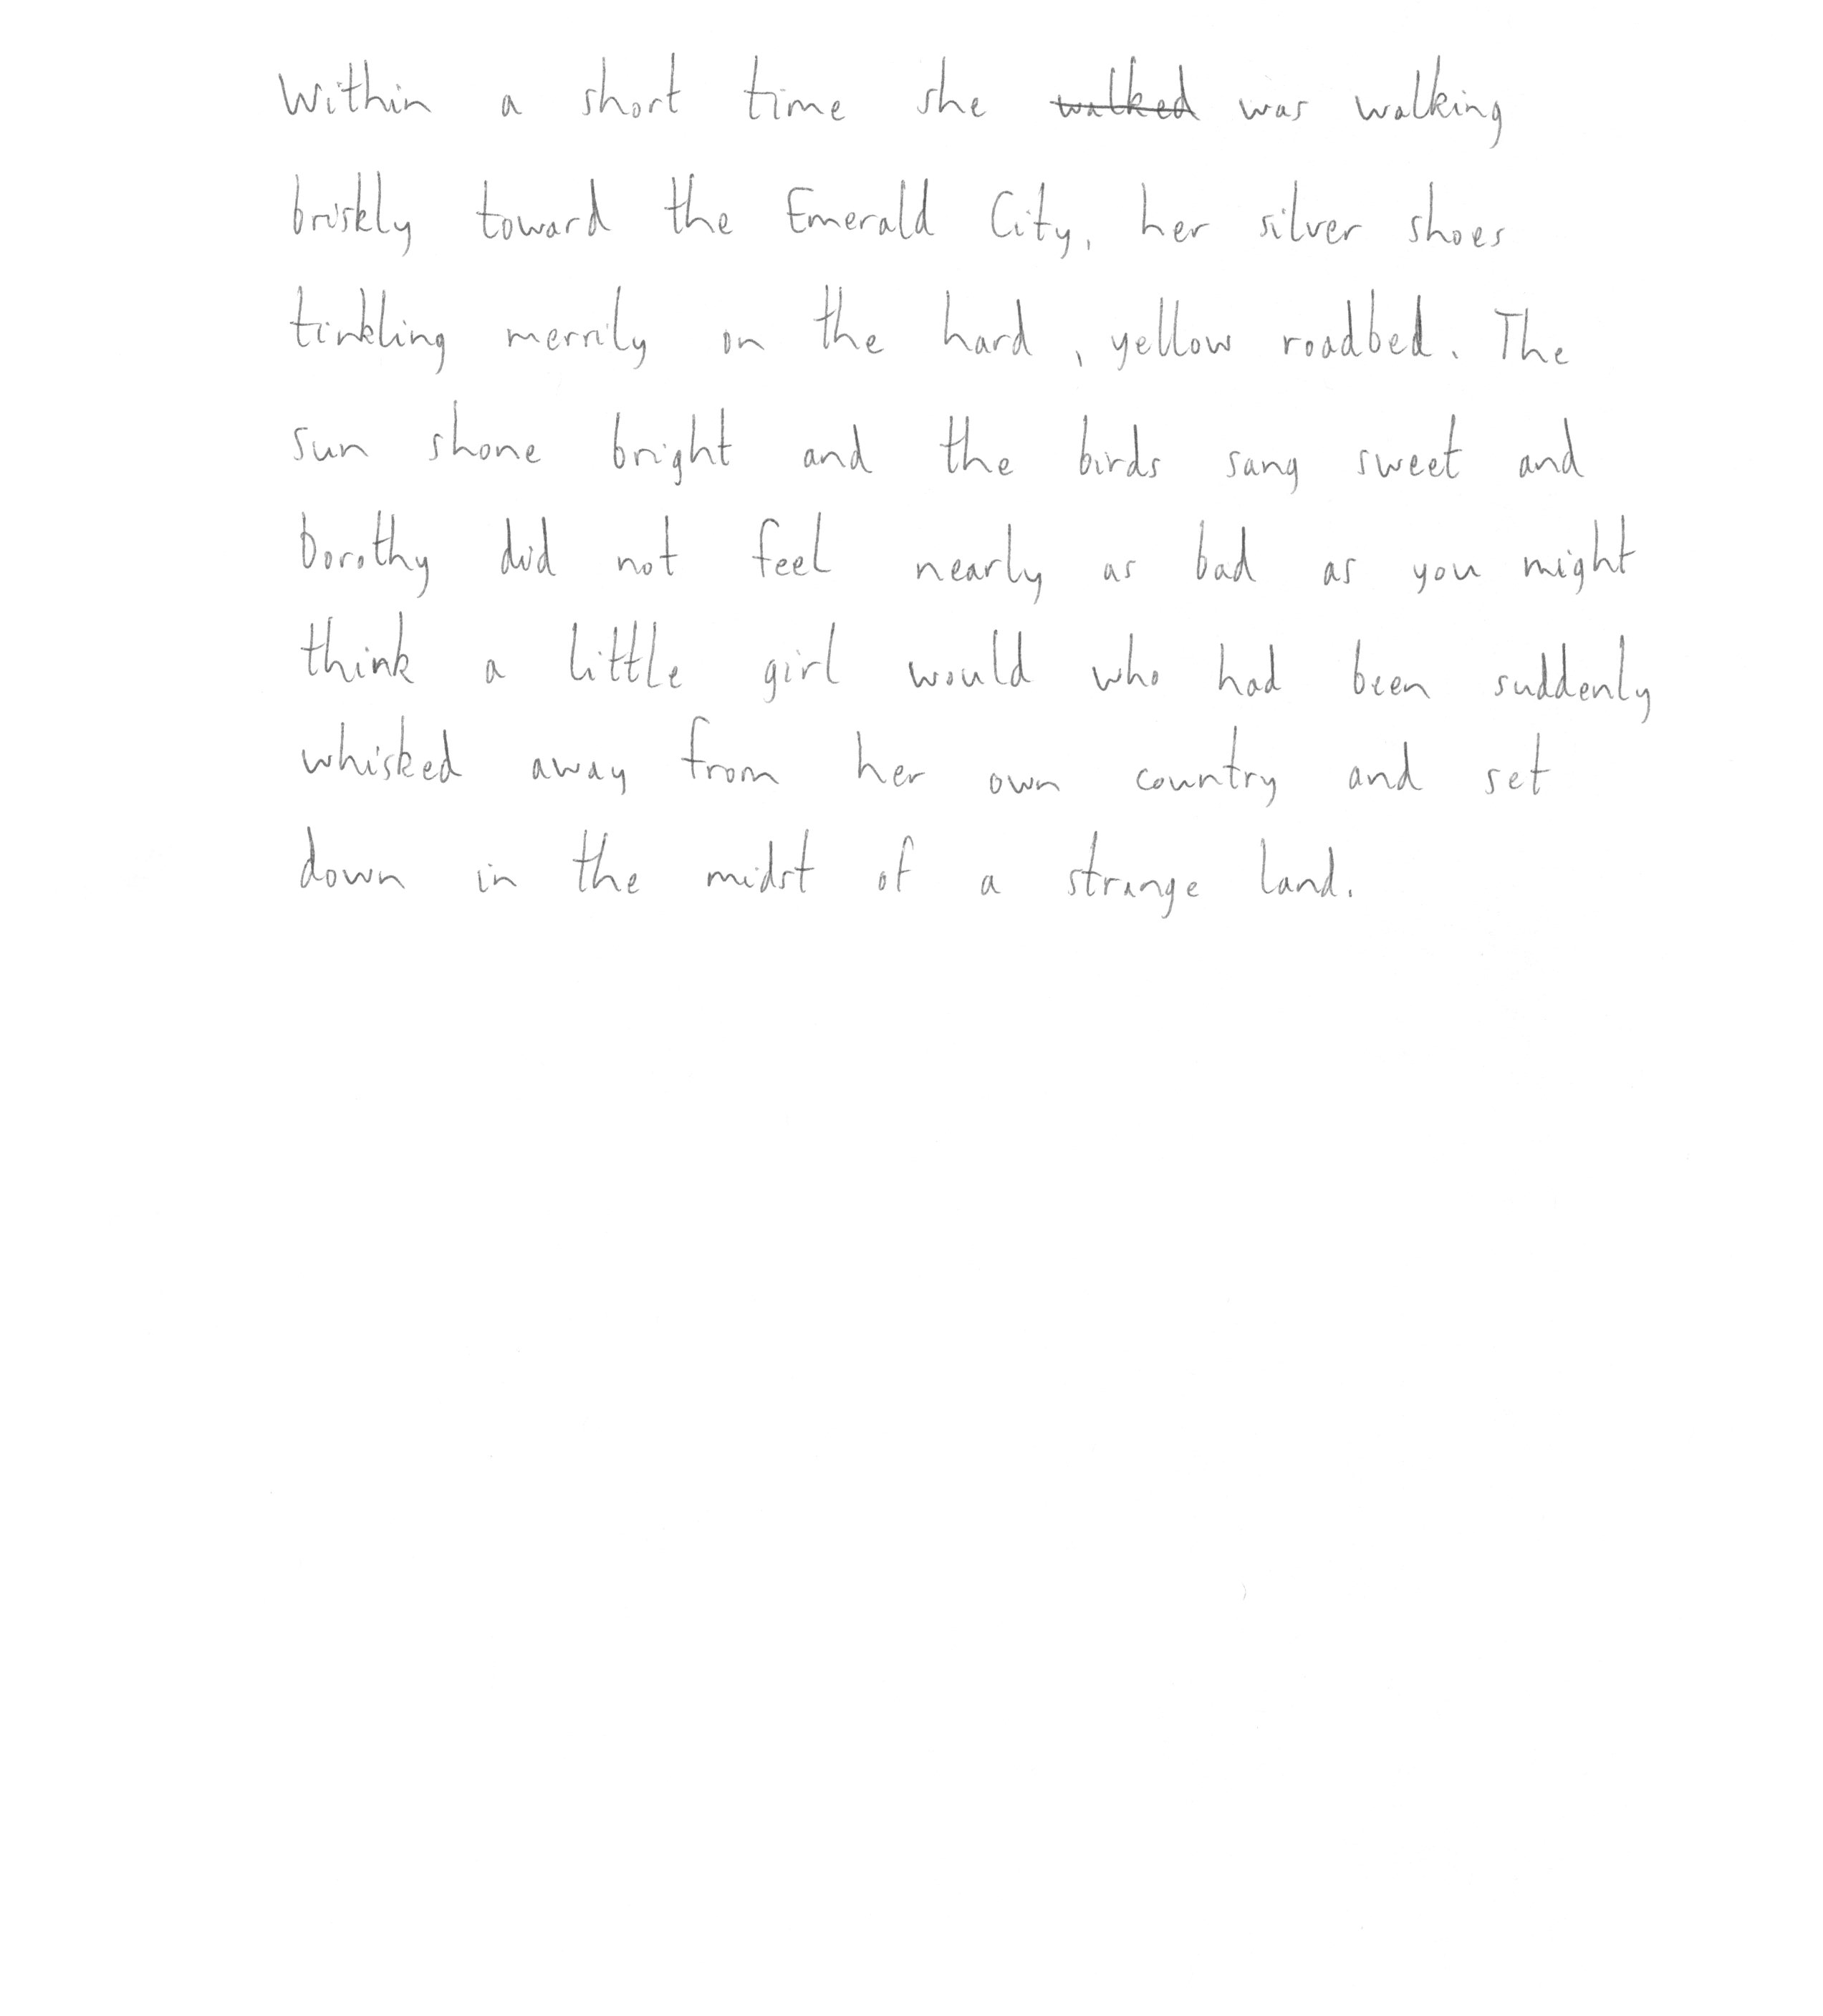 Within a short time she walked was walking
briskly toward the Emerald City, her silver shoes
tinkling merrily on the hard, yellow roadbed. The
sun shone bright and the birds sang sweet and
Dorothy did not feel nearly as bad as you might
think a little girl would who had been suddenly
whisked away from her own country and set
down in the midst of a strange land.